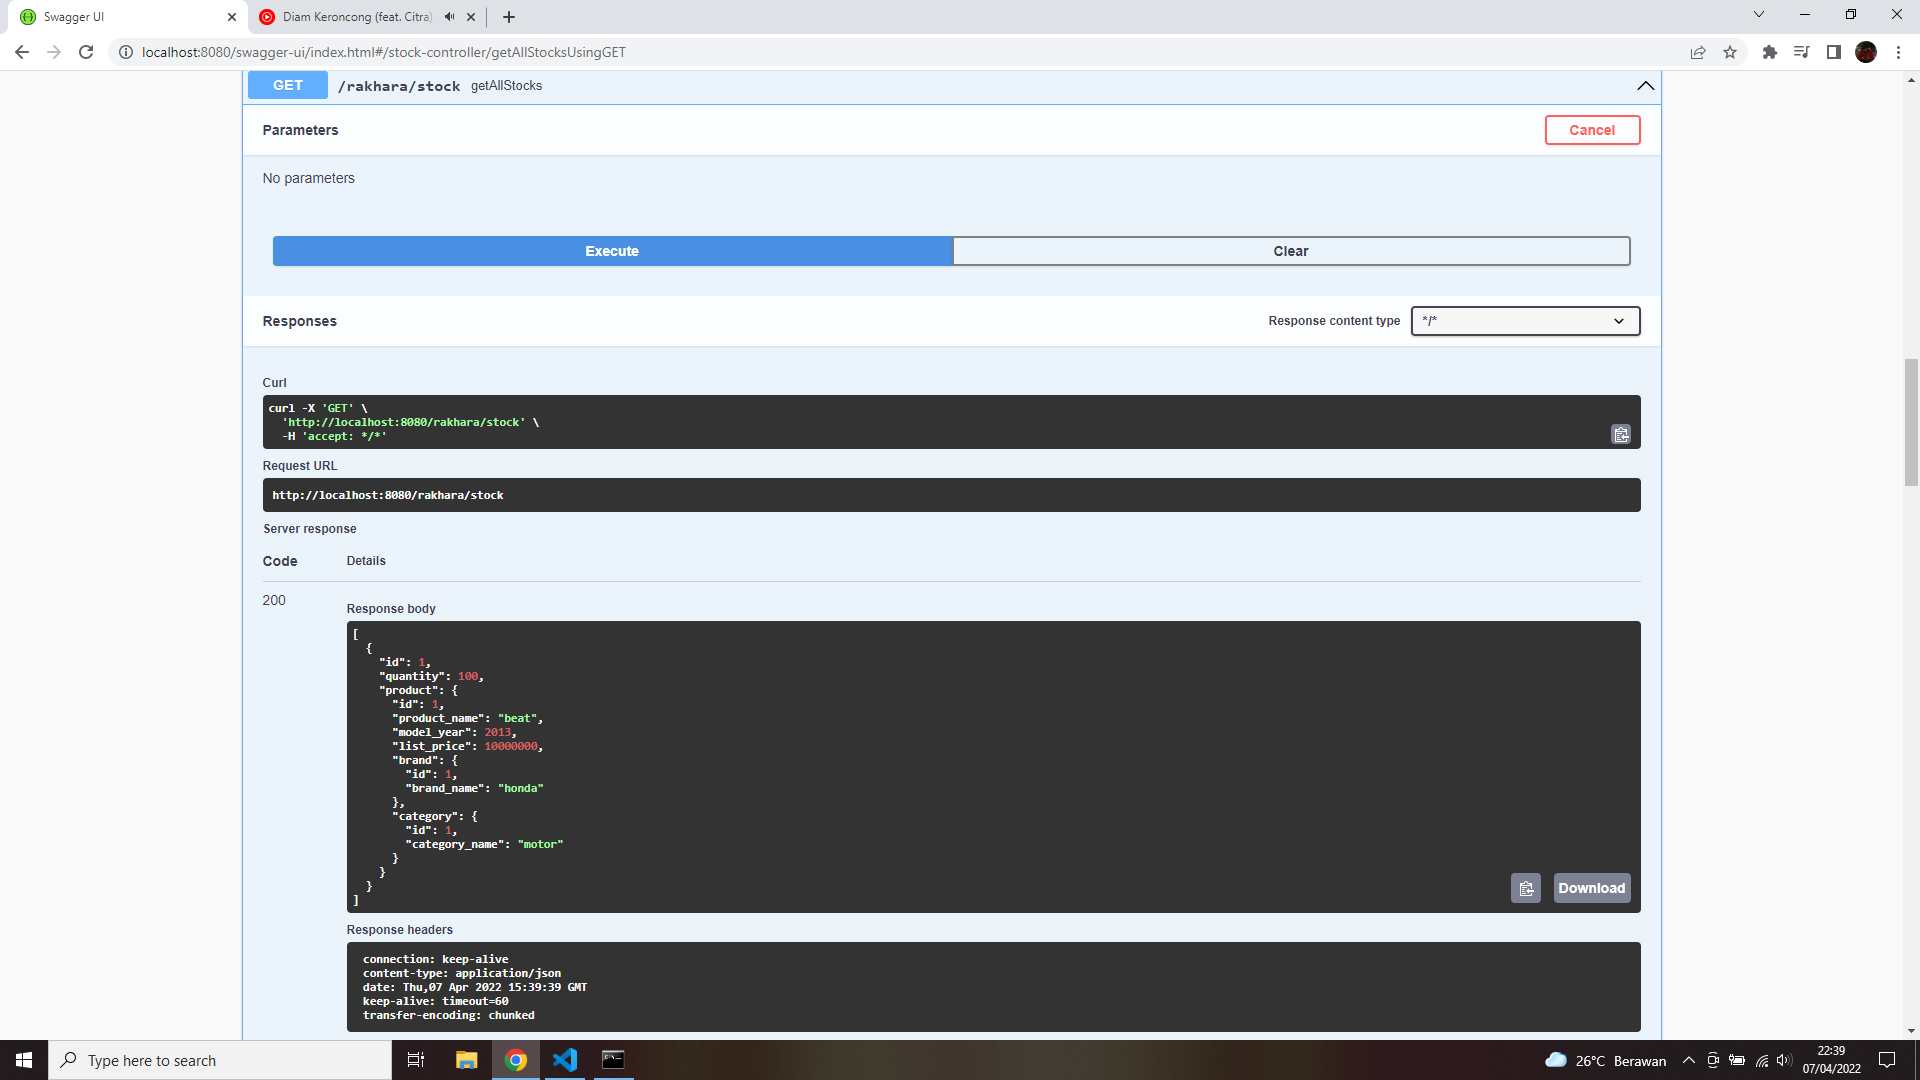 Swagger UI
Diam Keroncong (feat. Citra)
localhost:8080/swagger-ui/index.html#/stock-controller/getAllStocksUsingGET
GET /rakhara/stock getAllStocks
Parameters
Cancel
No parameters
Execute
Clear
Responses
Response content type
*/*
Curl
curl -X 'GET' \
'http://localhost:8080/rakhara/stock' \
-H 'accept: */*'
Request URL
http://localhost:8080/rakhara/stock
Server response
Code Details
200
Response body
[
{
"id": 1,
"quantity": 100,
"product": {
"id": 1,
"product_name": "beat",
"model_year": 2013,
"list_price": 10000000,
"brand": {
"id": 1,
"brand_name": "honda"
},
"category": {
"id": 1,
"category_name": "motor"
}
}
}
]
Download
Response headers
connection: keep-alive
content-type: application/json
date: Thu,07 Apr 2022 15:39:39 GMT
keep-alive: timeout=60
transfer-encoding: chunked
Type here to search
26°C Berawan
22:39
07/04/2022